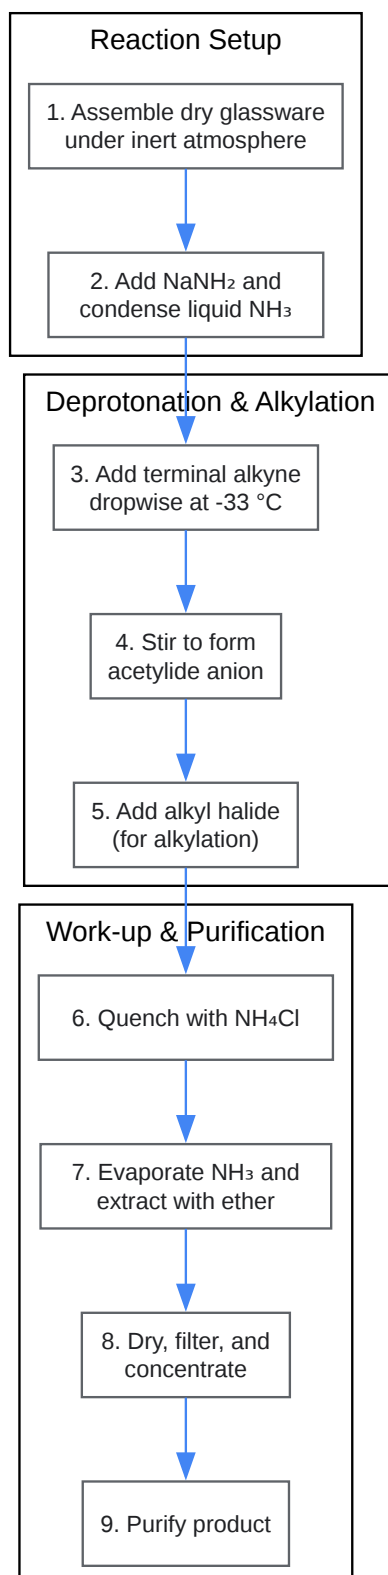 Reaction Setup
1. Assemble dry glassware
under inert atmosphere
2. Add NaNH₂ and
condense liquid NH₃
Deprotonation & Alkylation
3. Add terminal alkyne
dropwise at -33 °C
4. Stir to form
acetylide anion
5. Add alkyl halide
(for alkylation)
Work-up & Purification
6. Quench with NH₄Cl
7. Evaporate NH₃ and
extract with ether
8. Dry, filter, and
concentrate
9. Purify product